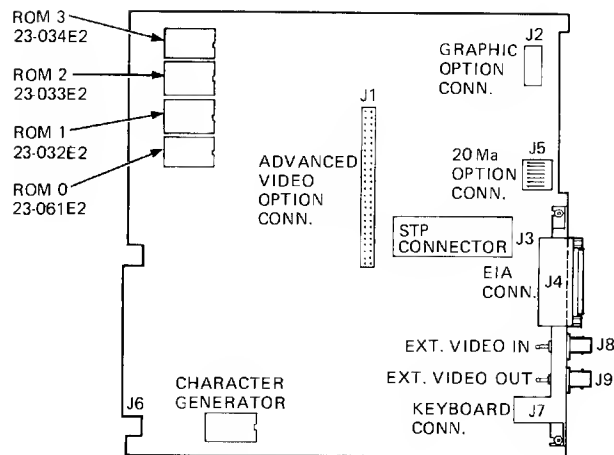 ROM 3
23-034E2
ROM 2
23-033E2
ROM 1
23-032E2
ROM 0
23-061E2
J2
GRAPHIC
OPTION
CONN.
J1
ADVANCED
VIDEO
OPTION
CONN.
J5
20 Ma
OPTION
CONN.
STP
CONNECTOR
J3
EIA
CONN.
J4
EXT. VIDEO IN
J8
EXT. VIDEO OUT
J9
KEYBOARD
CONN.
J7
CHARACTER
GENERATOR
J6